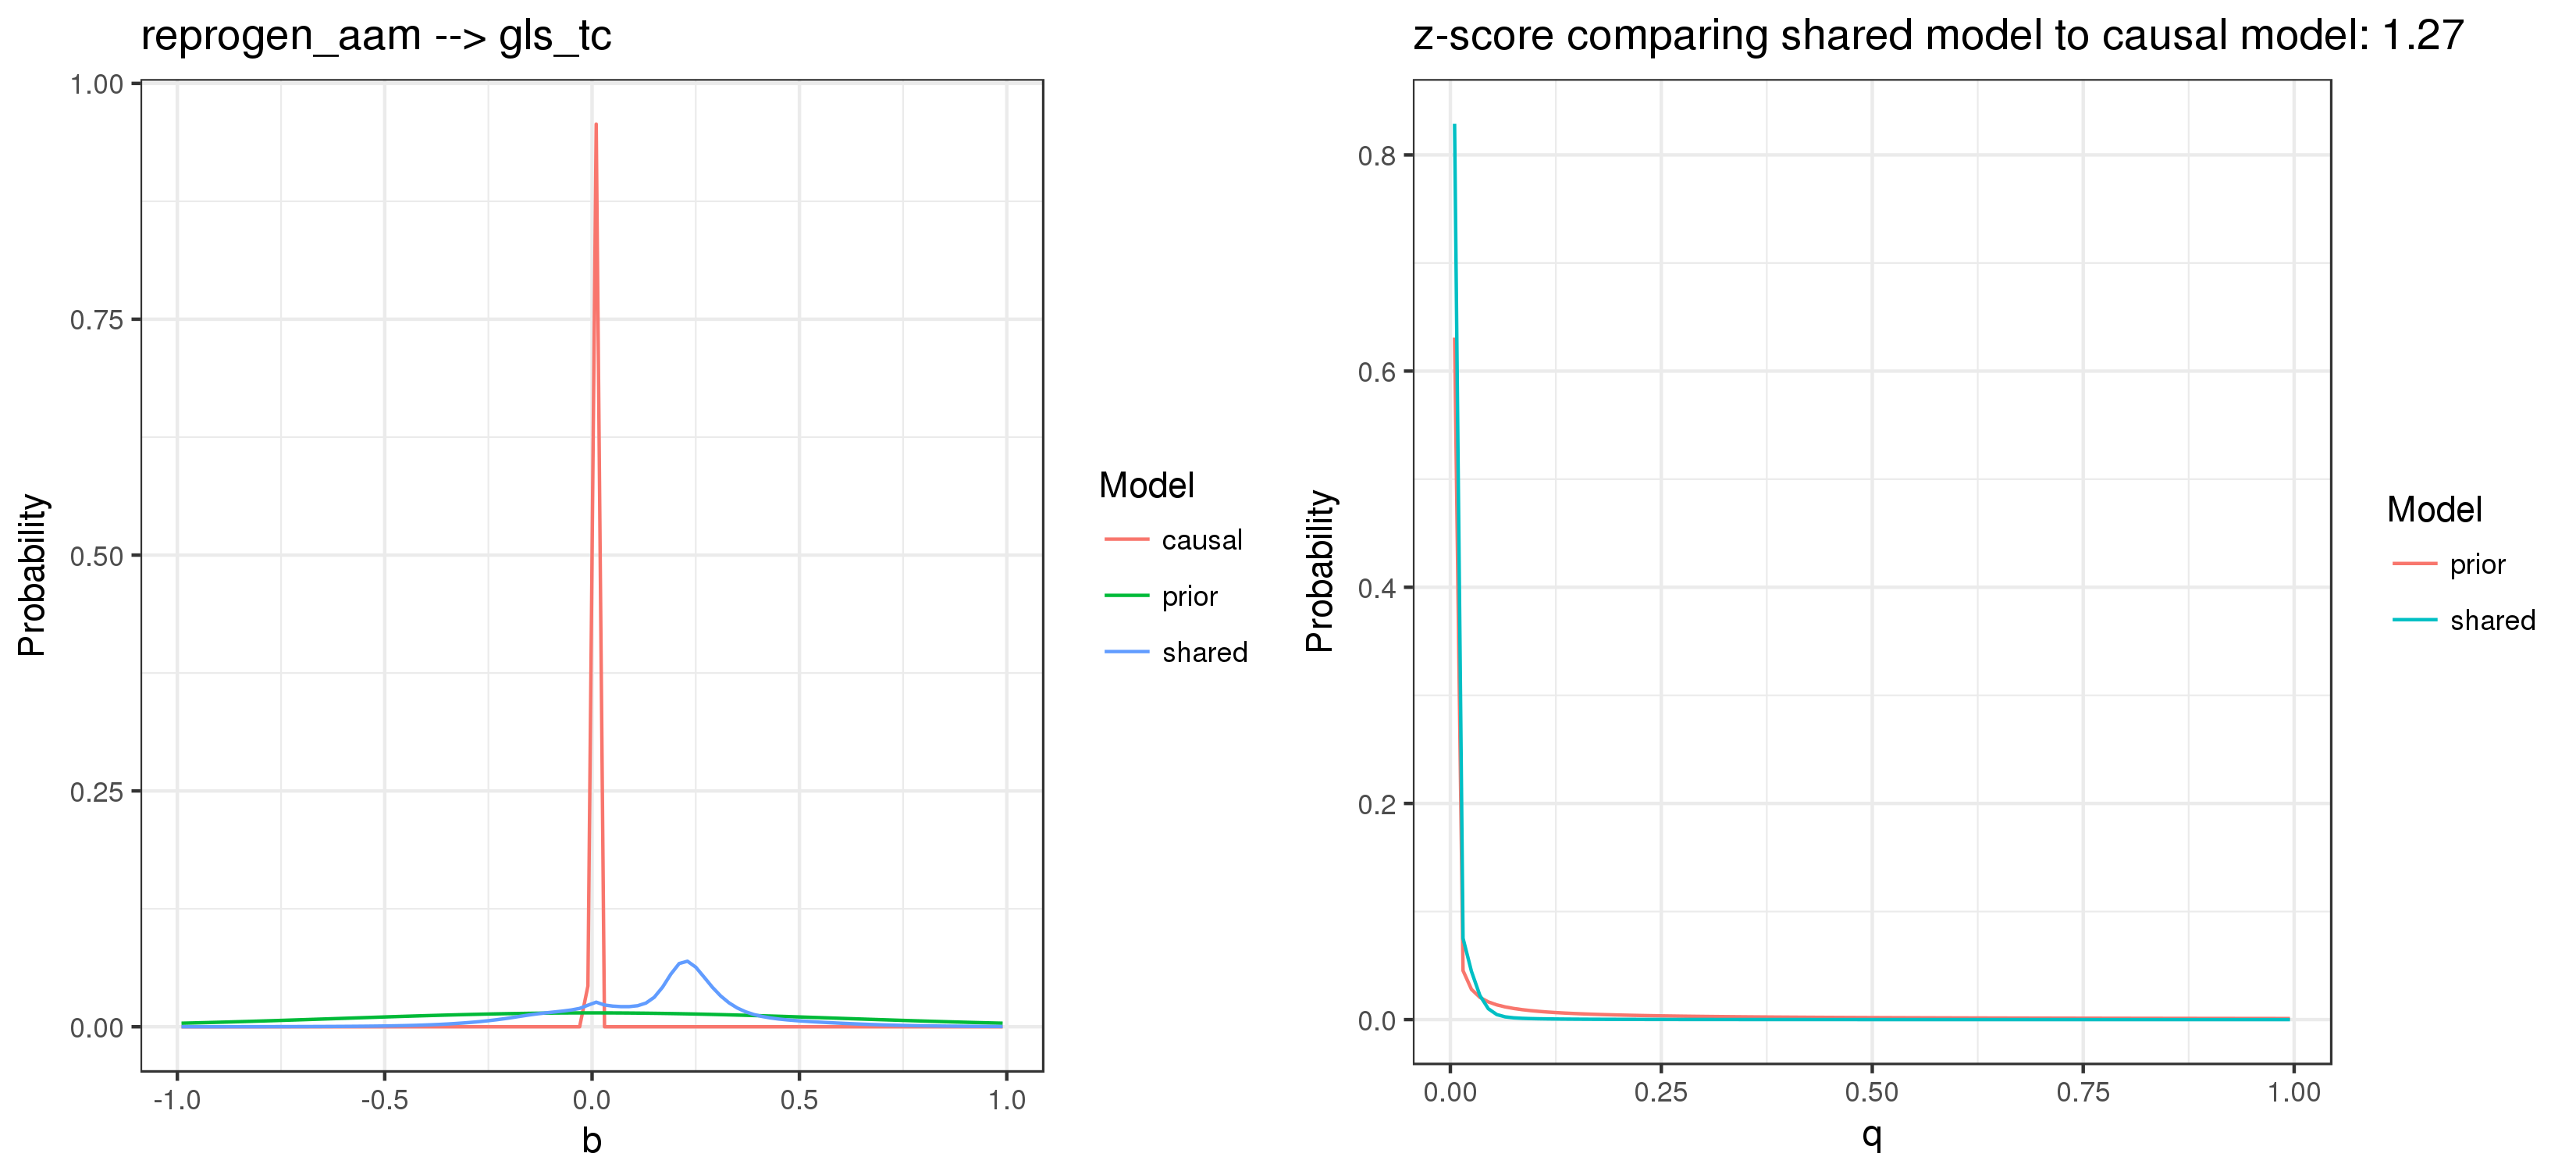 reprogen_aam --> gls_tc
1.00
0.75
0.50
0.25
0.00
Probability
-1.0 -0.5 0.0 0.5 1.0
b
Model
causal
prior
shared
z-score comparing shared model to causal model: 1.27
0.8
0.6
0.4
0.2
0.0
Probability
0.00 0.25 0.50 0.75 1.00
q
Model
prior
shared